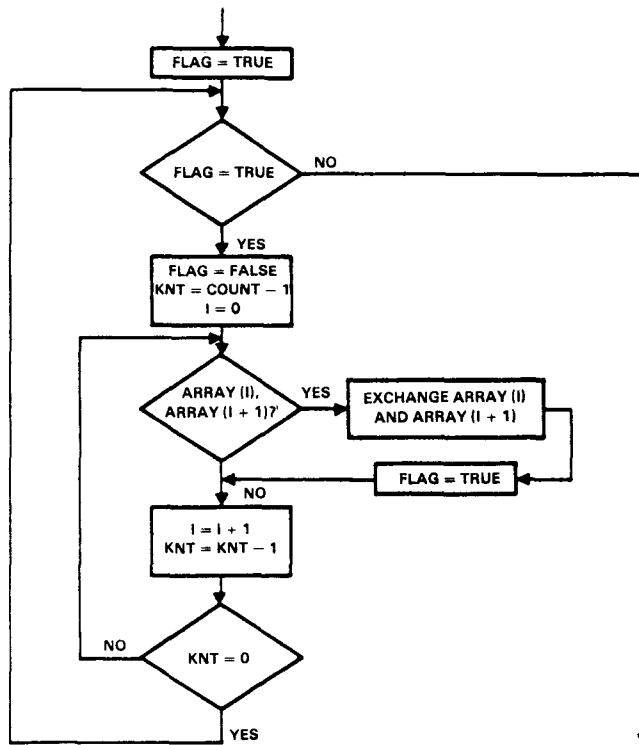 FLAG = TRUE
FLAG = TRUE
NO
YES
FLAG = FALSE
KNT = COUNT – 1
I = 0
ARRAY (I),
ARRAY (I + 1)?'
YES
EXCHANGE ARRAY (I)
AND ARRAY (I + 1)
FLAG = TRUE
NO
I = I + 1
KNT = KNT – 1
NO
KNT = 0
YES